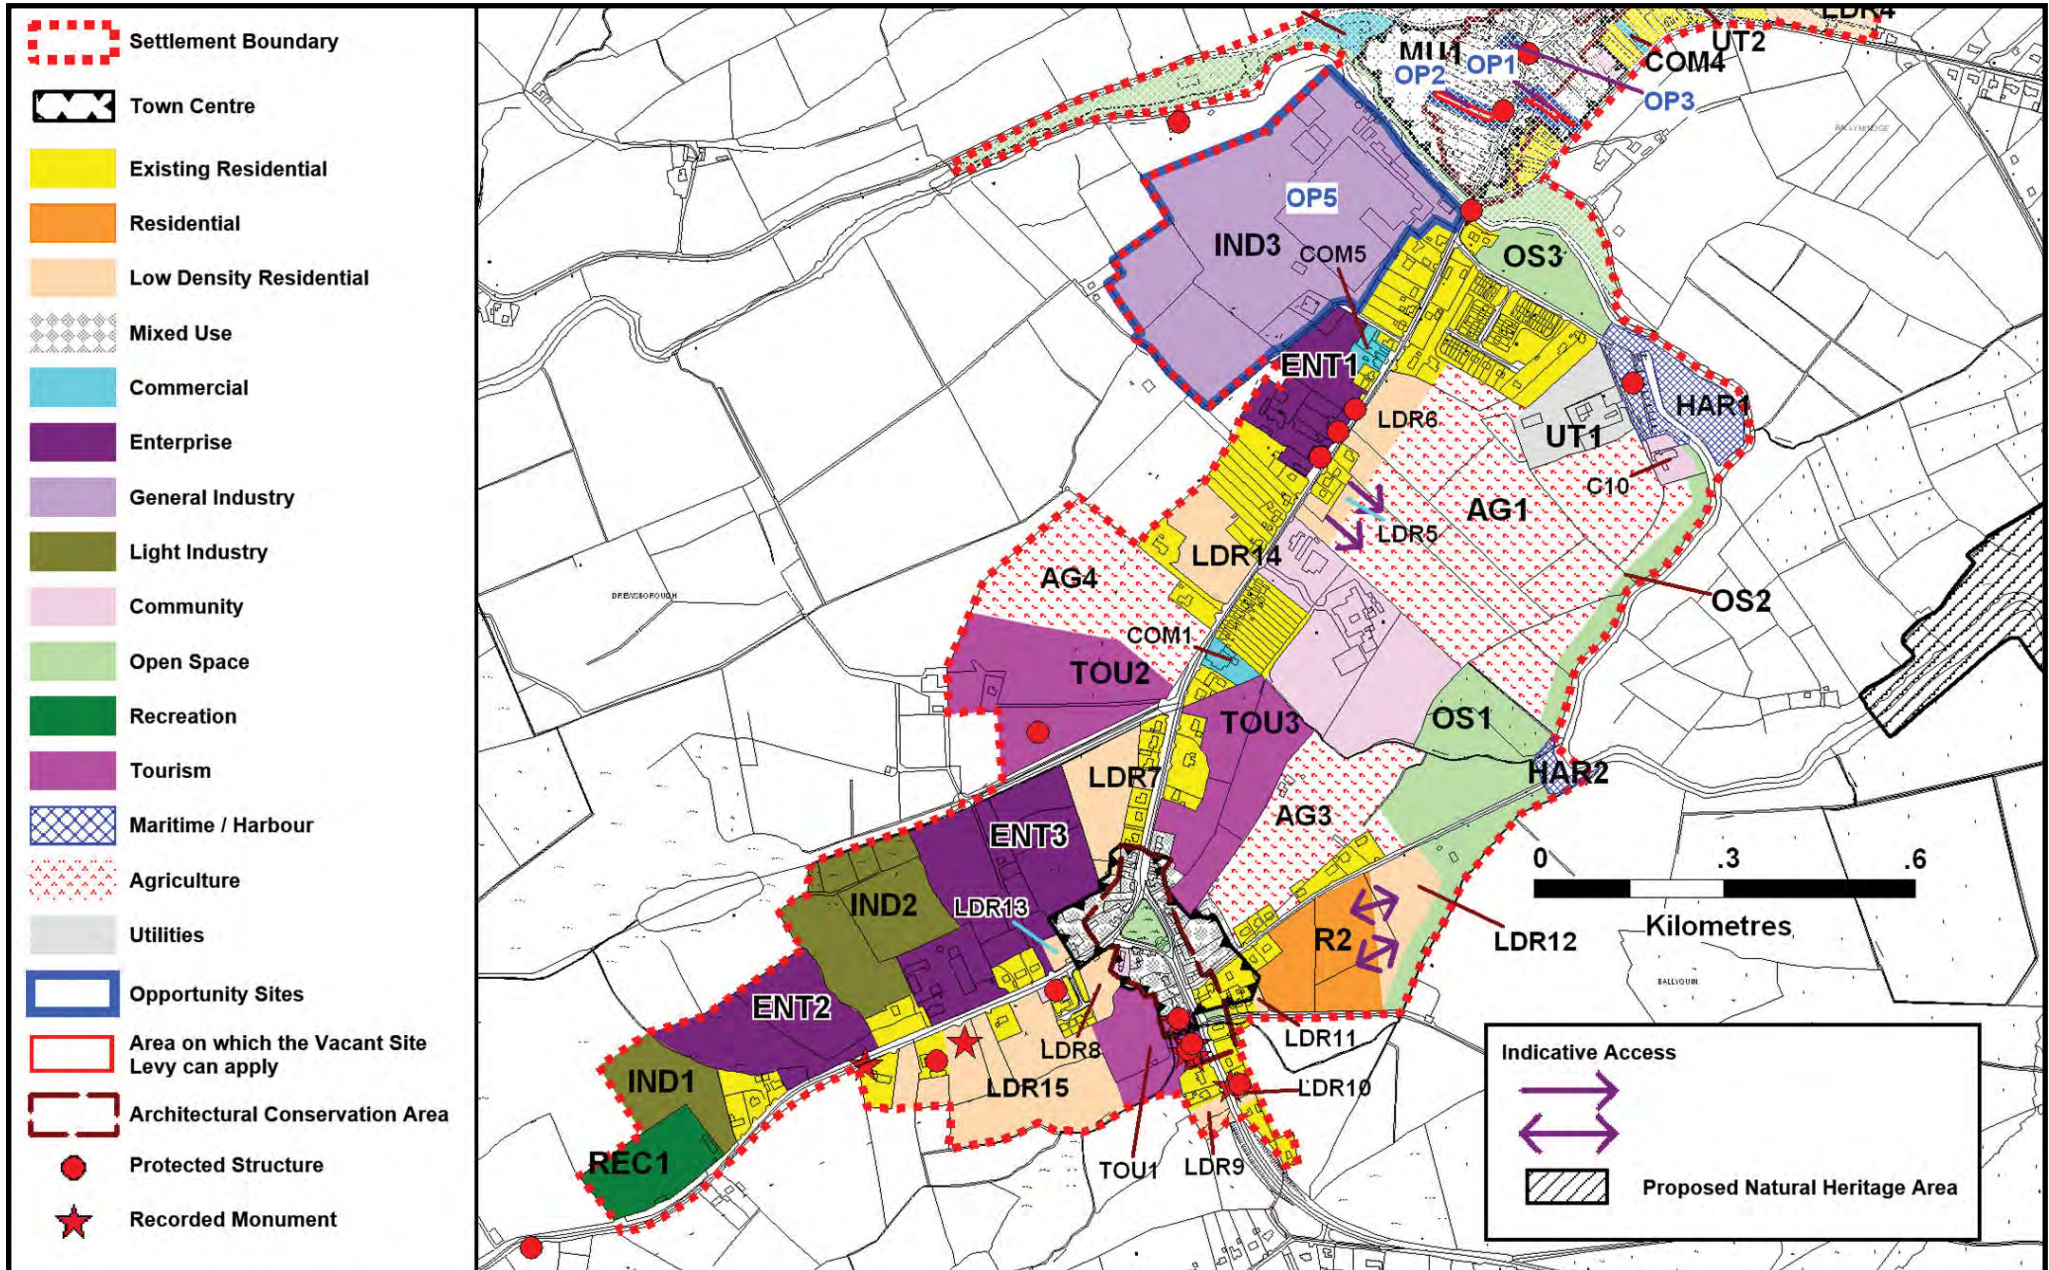 Settlement Boundary
Town Centre
Existing Residential
Residential
Low Density Residential
Mixed Use
Commercial
Enterprise
General Industry
Light Industry
Community
Open Space
Recreation
Tourism
Maritime / Harbour
Agriculture
Utilities
Opportunity Sites
Area on which the Vacant Site
Levy can apply
Architectural Conservation Area
Protected Structure
Recorded Monument
LDR4
UT2
MU1
COM4
OP2
OP1
OP3
BALLYMINOGE
OP5
IND3
COM5
OS3
ENT1
HAR1
LDR6
UT1
C10
AG1
LDR5
LDR14
AG4
DREWSBOROUGH
OS2
COM1
TOU2
TOU3
OS1
LDR7
HAR2
AG3
ENT3
0 .3 .6
Kilometres
IND2
LDR13
R2
LDR12
BALLYQUIN
ENT2
LDR11
LDR8
IND1
LDR15
LDR10
REC1
TOU1
LDR9
Indicative Access
Proposed Natural Heritage Area